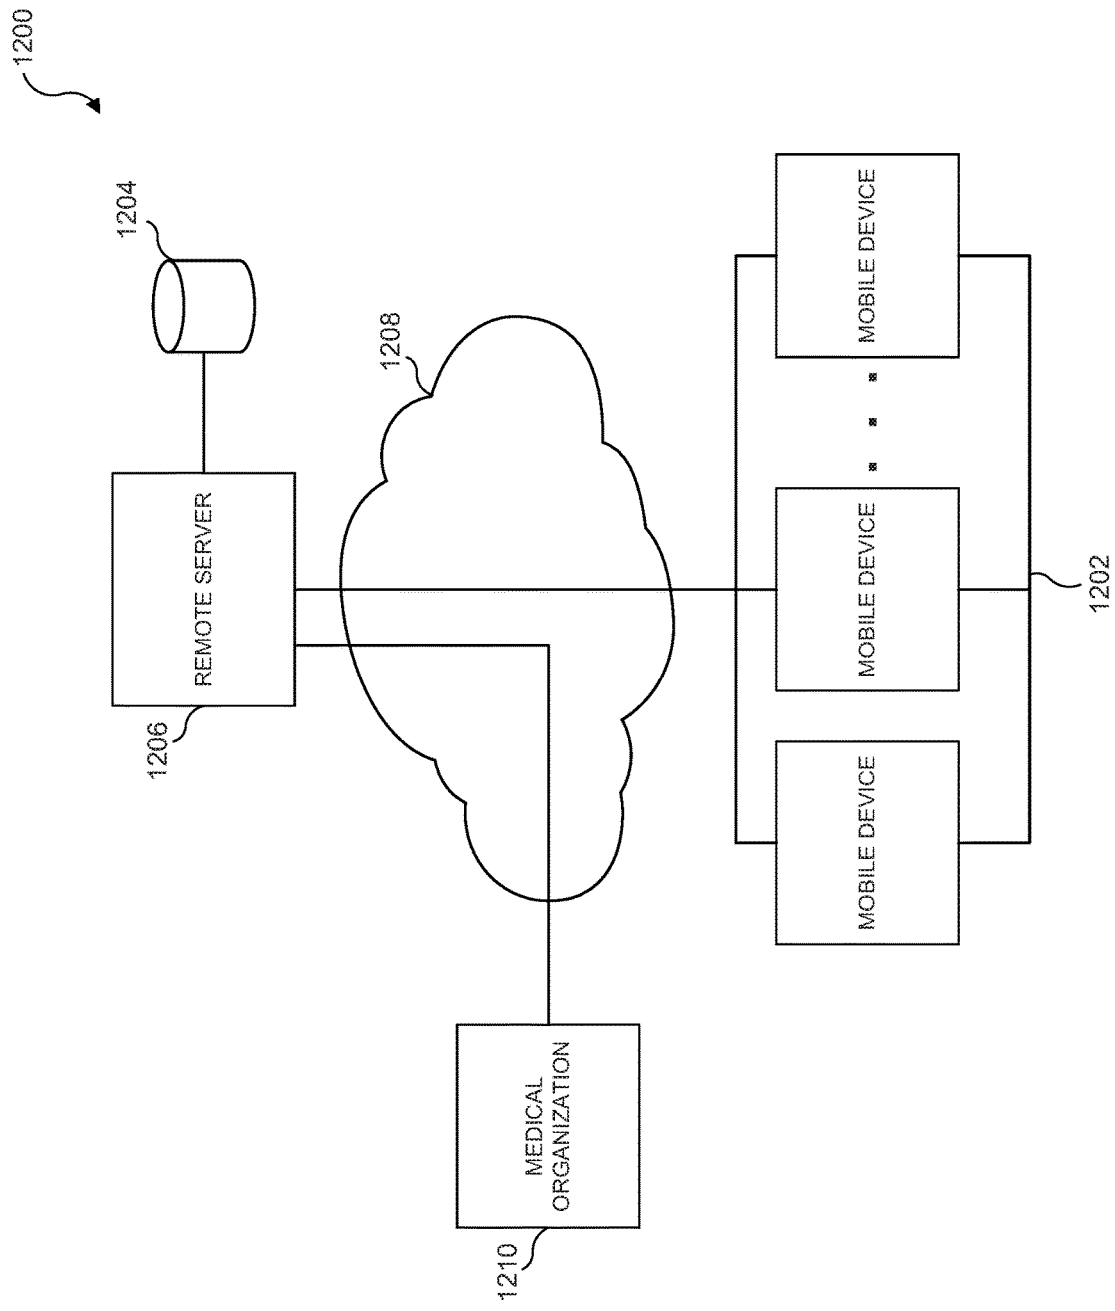 1200
1204
REMOTE SERVER
1206
1208
MEDICAL
ORGANIZATION
1210
MOBILE DEVICE
MOBILE DEVICE
MOBILE DEVICE
1202